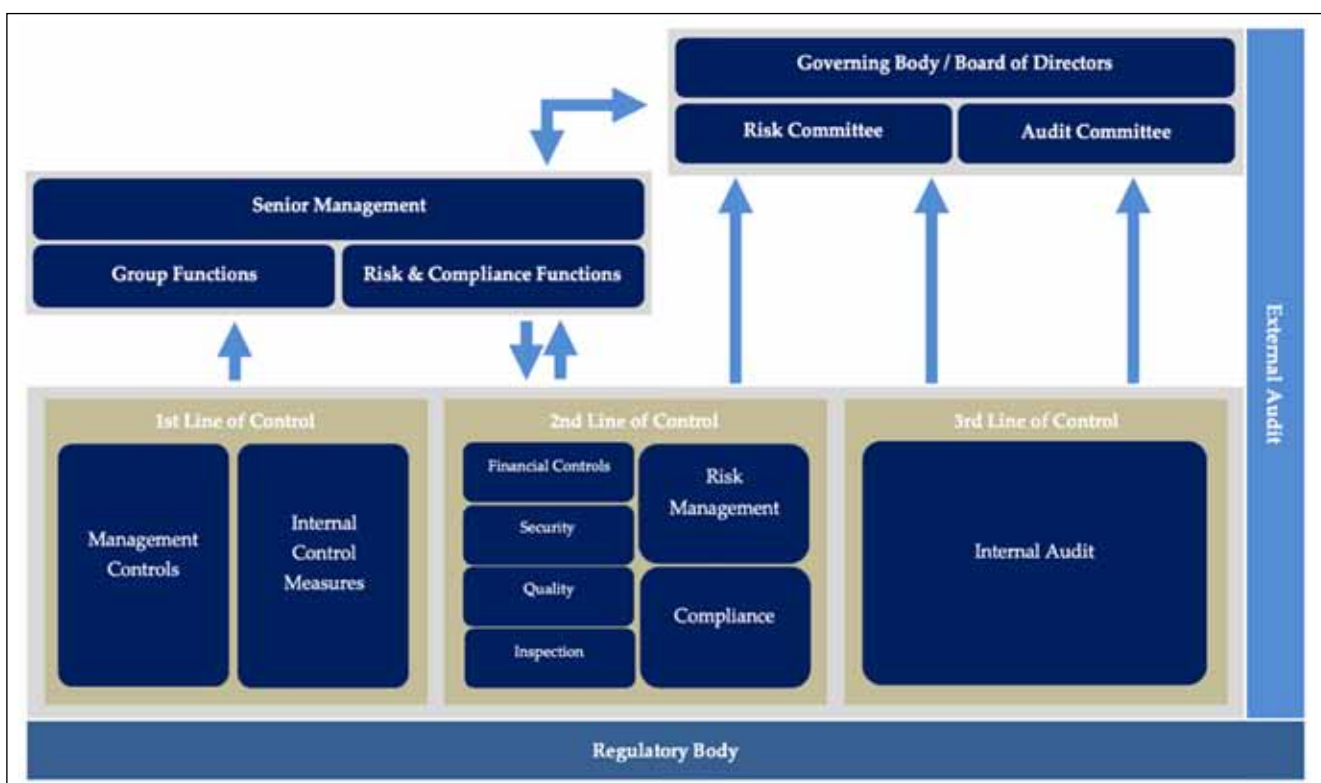 Governing Body / Board of Directors
Risk Committee
Audit Committee
Senior Management
Group Functions
Risk & Compliance Functions
External Audit
1st Line of Control
Management
Controls
Internal
Control
Measures
2nd Line of Control
Financial Controls
Security
Quality
Inspection
Risk
Management
Compliance
3rd Line of Control
Internal Audit
Regulatory Body